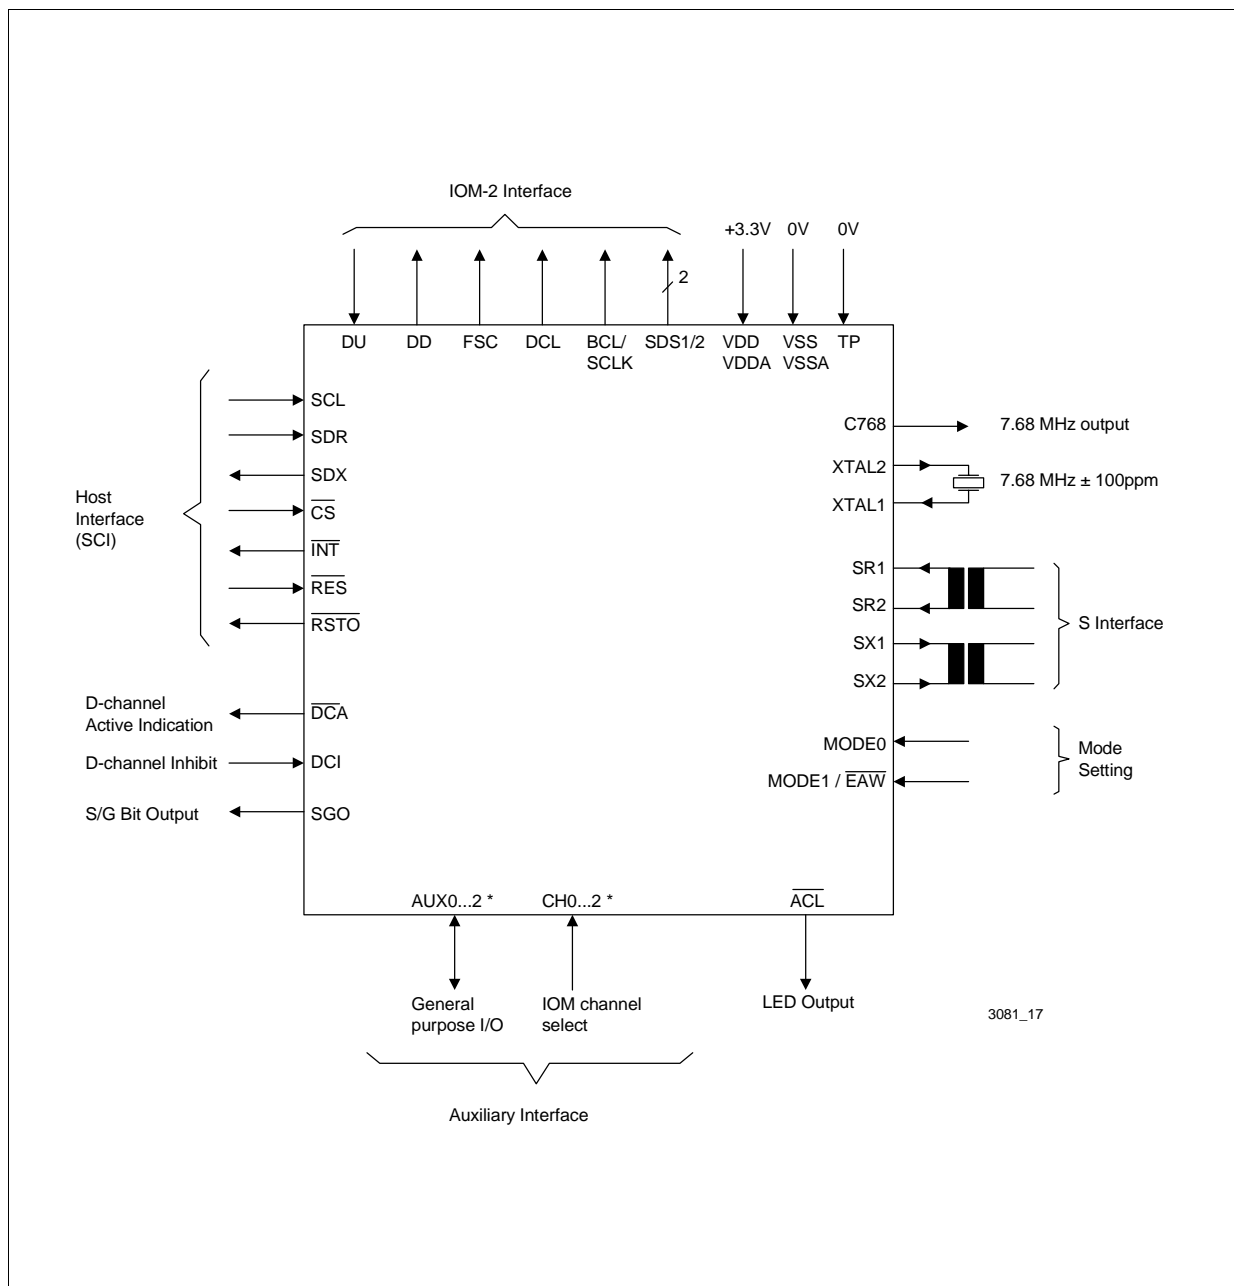 IOM-2 Interface
+3.3V 0V 0V
2
DU DD FSC DCL BCL/ SDS1/2 VDD VSS TP
SCLK VDDA VSSA
Host
Interface
(SCI)
SCL
SDR
SDX
CS
INT
RES
RSTO
D-channel
Active Indication
DCA
D-channel Inhibit
DCI
S/G Bit Output
SGO
C768
7.68 MHz output
XTAL2
7.68 MHz ± 100ppm
XTAL1
SR1
SR2
SX1
SX2
S Interface
MODE0
MODE1 / EAW
Mode
Setting
AUX0...2 * CH0...2 * ACL
General
purpose I/O
IOM channel
select
LED Output
3081_17
Auxiliary Interface